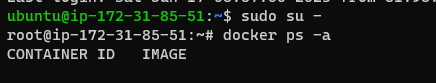 ubuntu@ip-172-31-85-51:~$ sudo su -
root@ip-172-31-85-51:~# docker ps -a
CONTAINER ID   IMAGE